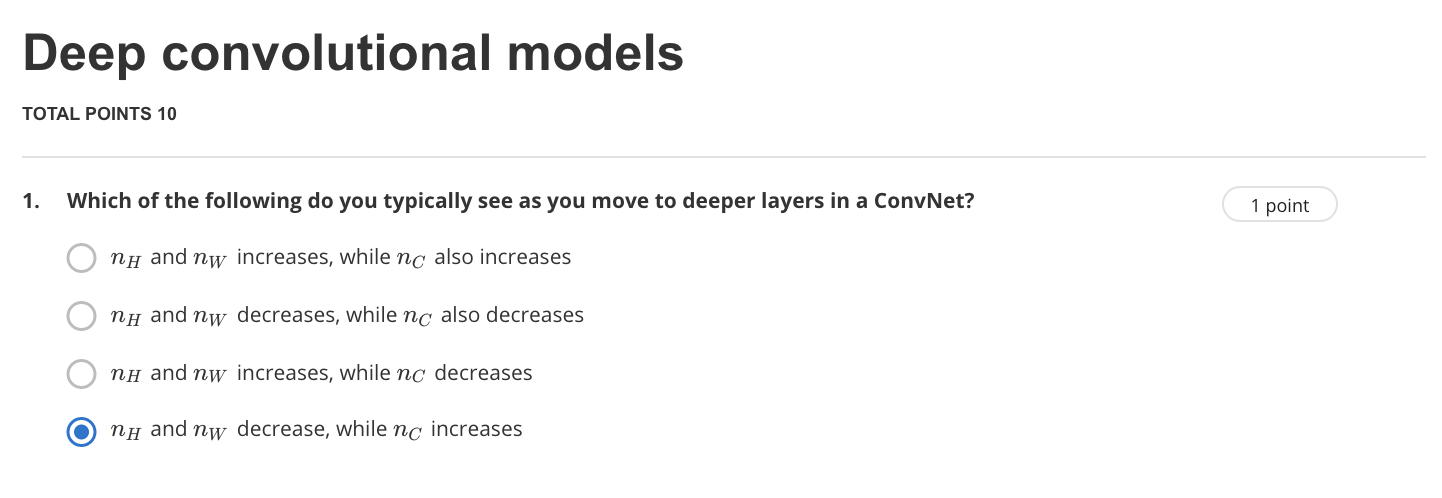 Deep convolutional models
TOTAL POINTS 10
1. Which of the following do you typically see as you move to deeper layers in a ConvNet?
1 point
n_H and n_W increases, while n_C also increases
n_H and n_W decreases, while n_C also decreases
n_H and n_W increases, while n_C decreases
n_H and n_W decrease, while n_C increases